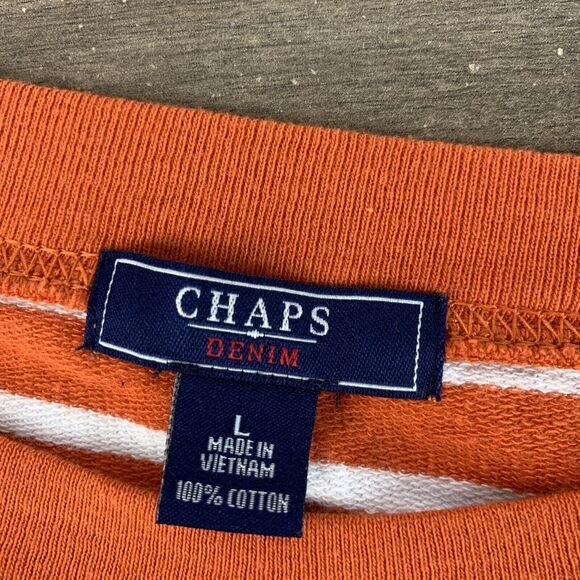 CHAPS
DENIM
L
MADE IN
VIETNAM
100% COTTON